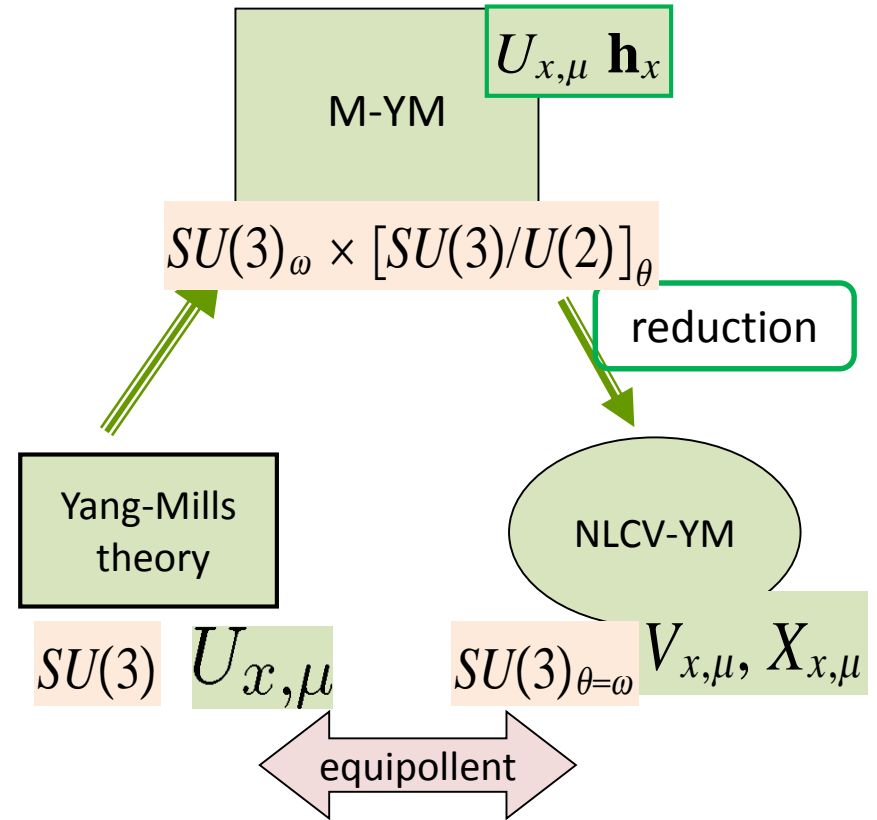 U_{x,μ} 𝐡_x
M-YM
SU(3)_ω × [SU(3)/U(2)]_θ
reduction
Yang-Mills
theory
NLCV-YM
SU(3) U_{x,μ}
SU(3)_{θ=ω} V_{x,μ}, X_{x,μ}
equipollent